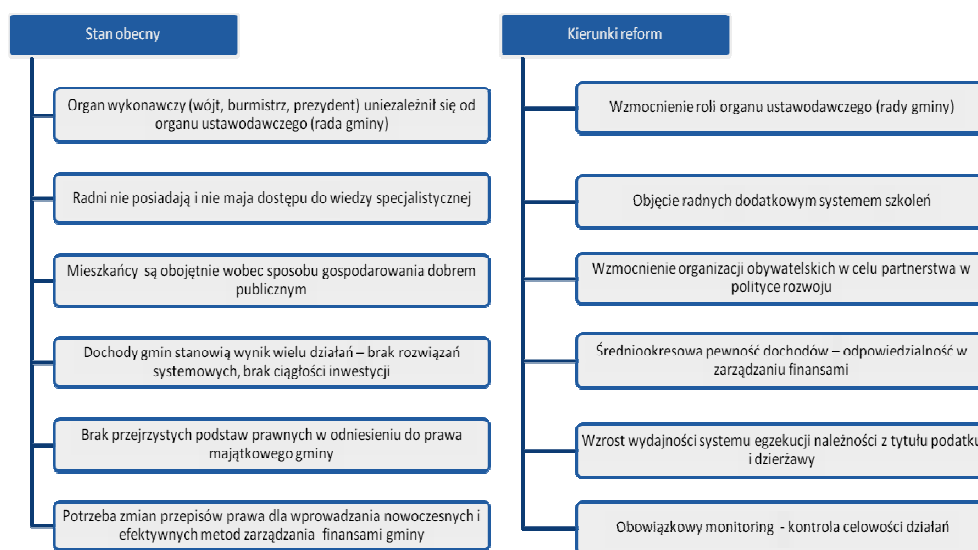 Stan obecny
Organ wykonawczy (wójt, burmistrz, prezydent) uniezależnił się od
organu ustawodawczego (rada gminy)
Radni nie posiadają i nie maja dostępu do wiedzy specjalistycznej
Mieszkańcy są obojętnie wobec sposobu gospodarowania dobrem
publicznym
Dochody gmin stanowią wynik wielu działań – brak rozwiązań
systemowych, brak ciągłości inwestycji
Brak przejrzystych podstaw prawnych w odniesieniu do prawa
majątkowego gminy
Potrzeba zmian przepisów prawa dla wprowadzania nowoczesnych i
efektywnych metod zarządzania finansami gminy
Kierunki reform
Wzmocnienie roli organu ustawodawczego (rady gminy)
Objęcie radnych dodatkowym systemem szkoleń
Wzmocnienie organizacji obywatelskich w celu partnerstwa w
polityce rozwoju
Średniookresowa pewność dochodów – odpowiedzialność w
zarządzaniu finansami
Wzrost wydajności systemu egzekucji należności z tytułu podatku
i dzierżawy
Obowiązkowy monitoring - kontrola celowości działań